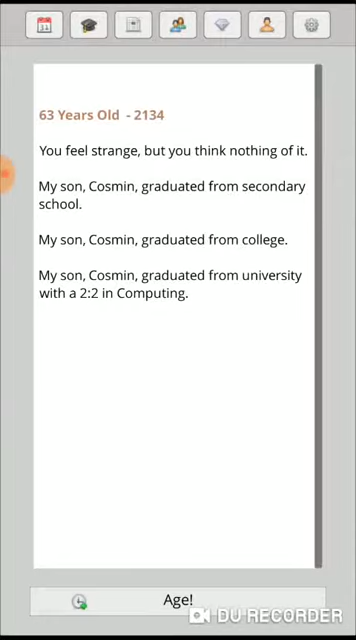 63 Years Old - 2134
You feel strange, but you think nothing of it.
My son, Cosmin, graduated from secondary
school.
My son, Cosmin, graduated from college.
My son, Cosmin, graduated from university
with a 2:2 in Computing.
Age!
DU RECORDER